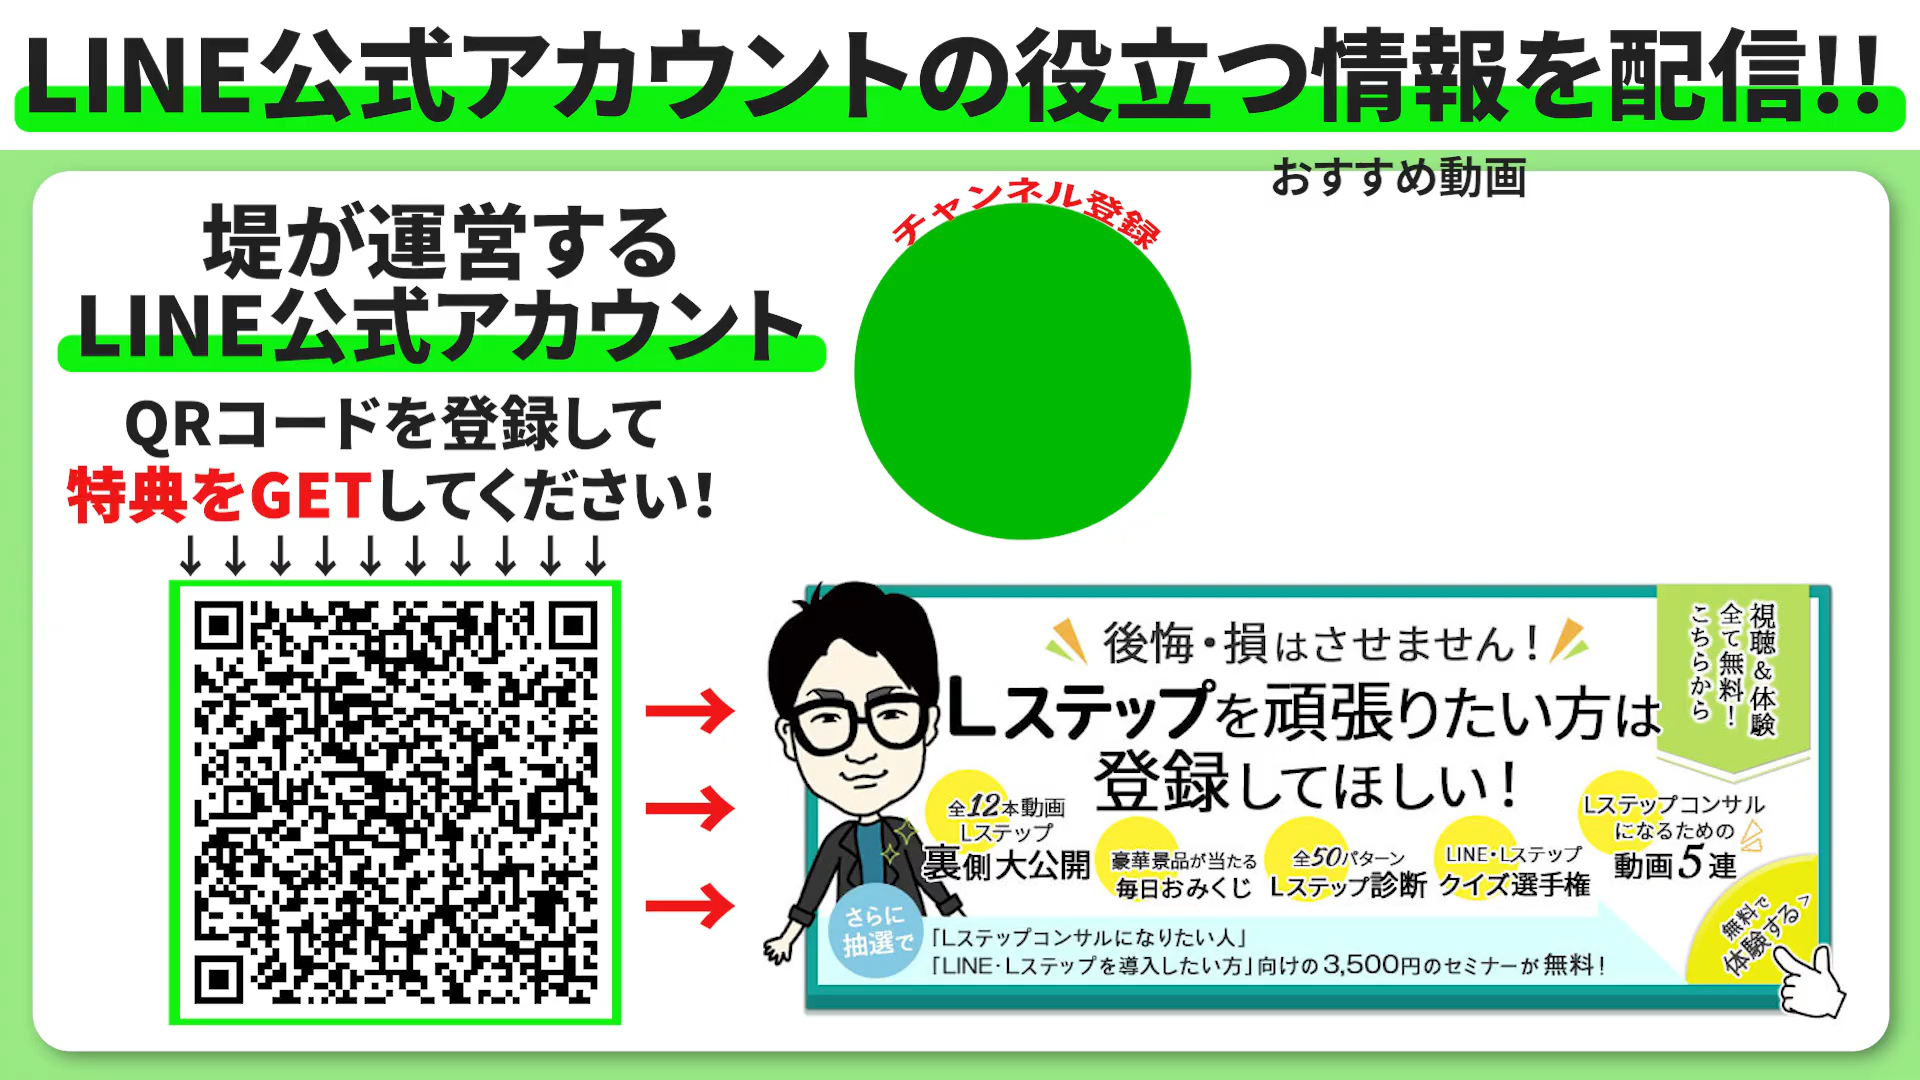 LINE公式アカウントの役立つ情報を配信!!
堤が運営する
LINE公式アカウント
QRコードを登録して
特典をGETしてください!
↓ ↓ ↓ ↓ ↓ ↓ ↓ ↓ ↓ ↓
チャンネル登録
おすすめ動画
後悔・損はさせません!
Lステップを頑張りたい方は
登録してほしい!
視聴&体験
全て無料!
こちらから
全12本動画
Lステップ
裏側大公開
豪華景品が当たる
毎日おみくじ
全50パターン
Lステップ診断
LINE・Lステップ
クイズ選手権
Lステップコンサル
になるための
動画5連
さらに
抽選で
「Lステップコンサルになりたい人」
「LINE・Lステップを導入したい方」向けの3,500円のセミナーが無料!
無料で
体験する>